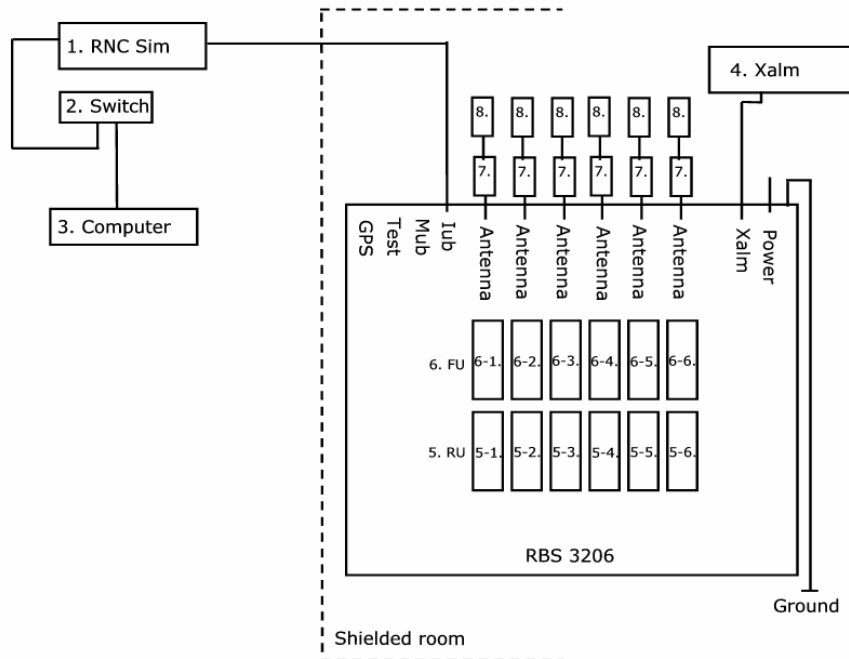 1. RNC Sim
4. Xalm
2. Switch
8. 8. 8. 8. 8. 8.
7. 7. 7. 7. 7. 7.
3. Computer
GPS
Test
Mub
Iub
Antenna
Antenna
Antenna
Antenna
Antenna
Antenna
Xalm
Power
6. FU 6-1. 6-2. 6-3. 6-4. 6-5. 6-6.
5. RU 5-1. 5-2. 5-3. 5-4. 5-5. 5-6.
RBS 3206
Ground
Shielded room